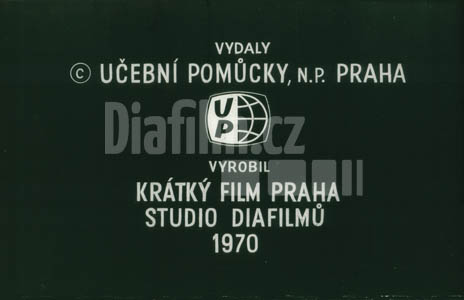 VYDALY
© UČEBNÍ POMŮCKY, N.P. PRAHA
UP
Diafilm.cz
VYROBIL
KRÁTKÝ FILM PRAHA
STUDIO DIAFILMŮ
1970